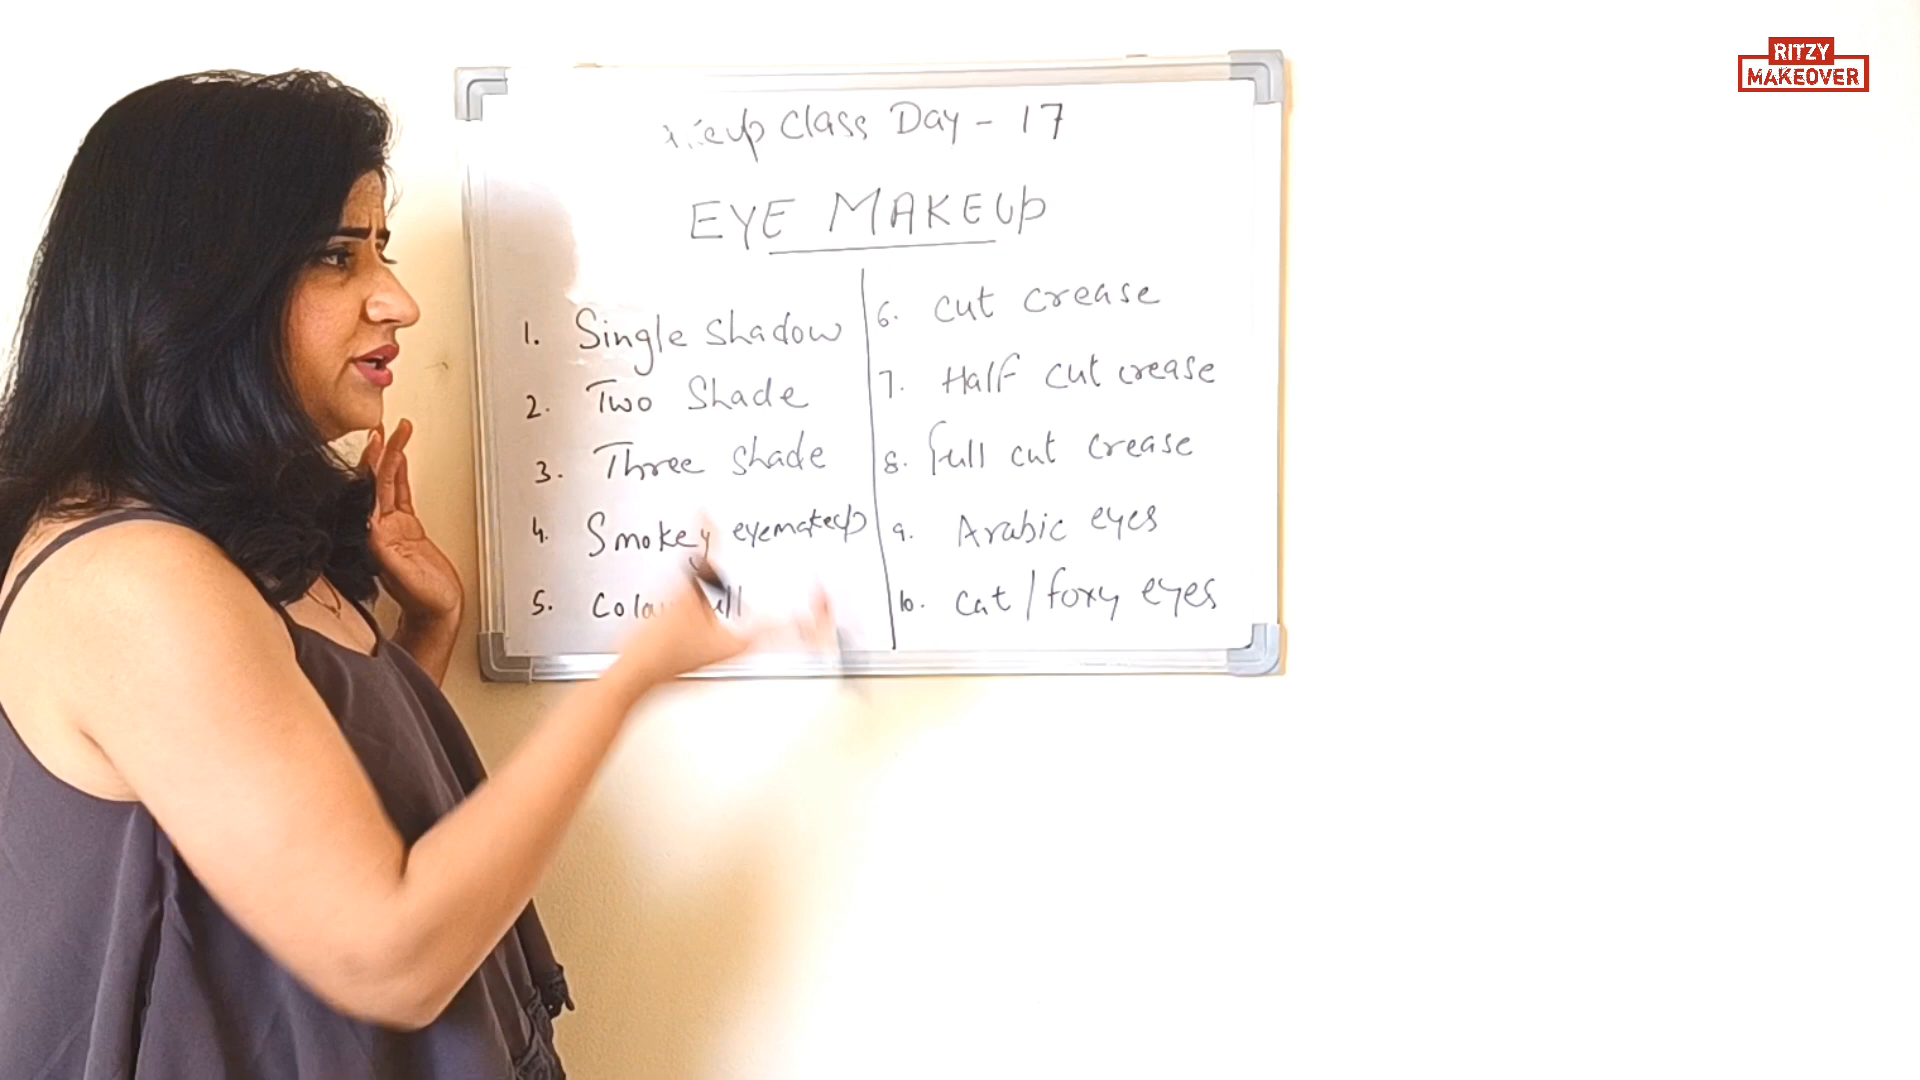 RITZY
MAKEOVER
Class Day - 17
EYE MAKEUP
1. Single shadow
2. Two Shade
3. Three shade
4. Smokey eyemakeup
5.
6. cut crease
7. Half cut crease
8. full cut crease
9. Arabic eyes
10. cat / foxy eyes